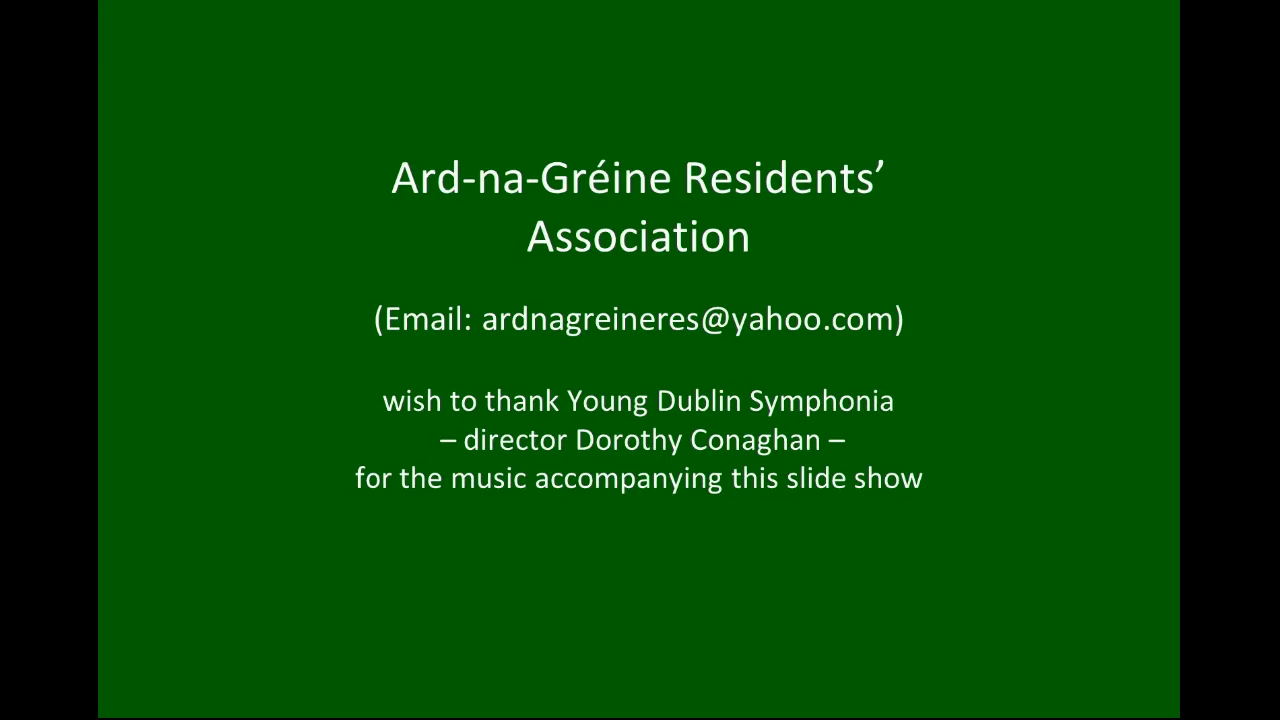 Ard-na-Gréine Residents’
Association
(Email: ardnagreineres@yahoo.com)
wish to thank Young Dublin Symphonia
– director Dorothy Conaghan –
for the music accompanying this slide show